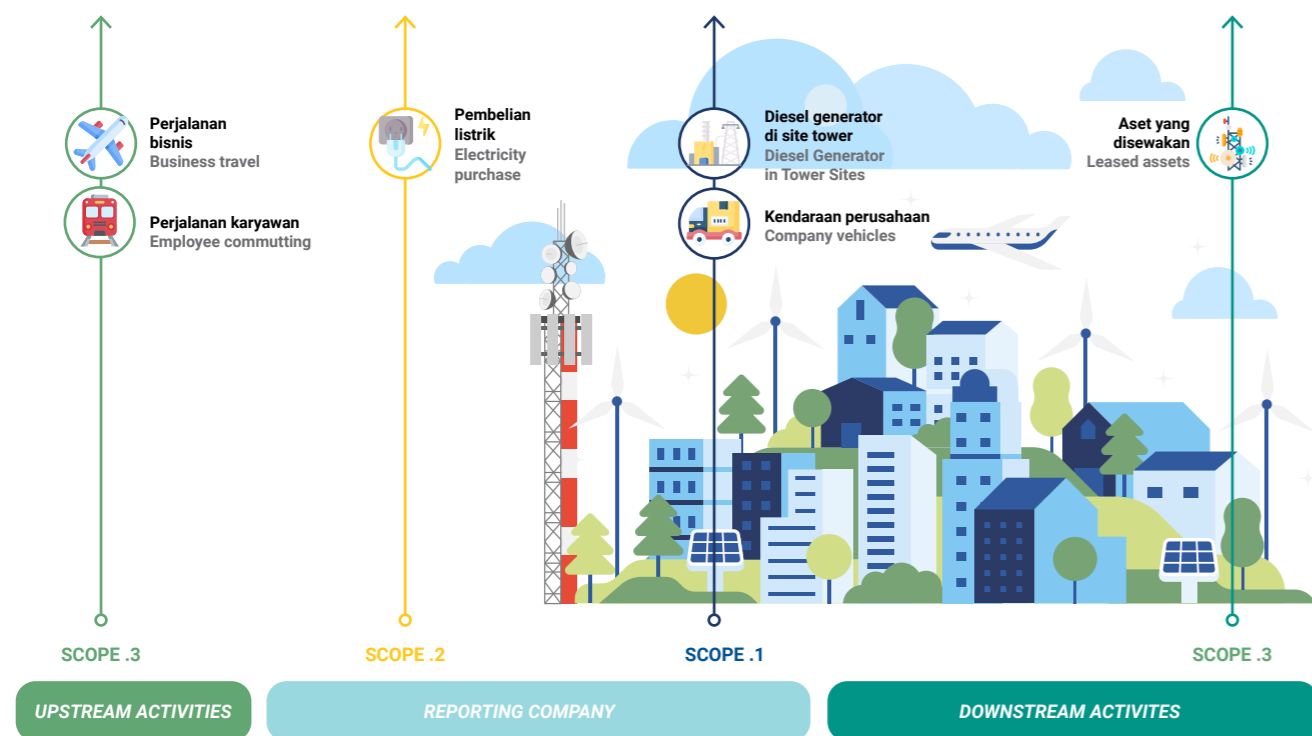 Perjalanan
bisnis
Business travel
Perjalanan karyawan
Employee commutting
Pembelian
listrik
Electricity
purchase
Diesel generator
di site tower
Diesel Generator
in Tower Sites
Kendaraan perusahaan
Company vehicles
Aset yang
disewakan
Leased assets
SCOPE .3
SCOPE .2
SCOPE .1
SCOPE .3
UPSTREAM ACTIVITIES
REPORTING COMPANY
DOWNSTREAM ACTIVITES